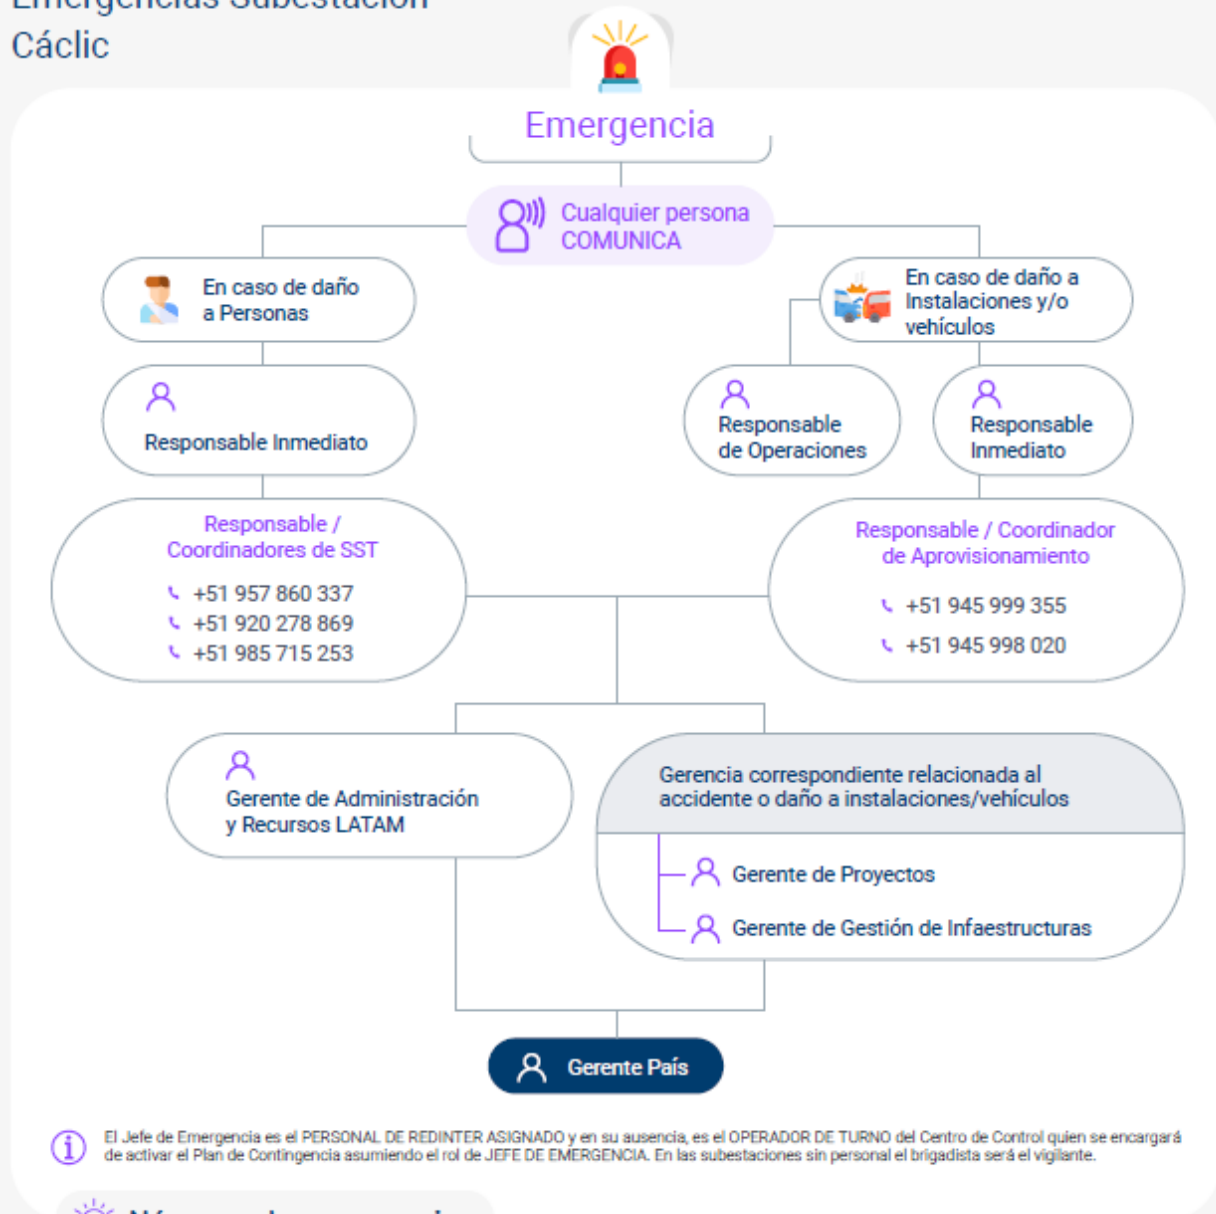 Emergencias Subestación
Cáclic
Emergencia
Cualquier persona
COMUNICA
En caso de daño
a Personas
En caso de daño a
Instalaciones y/o
vehículos
Responsable Inmediato
Responsable
de Operaciones
Responsable
Inmediato
Responsable /
Coordinadores de SST
+51 957 860 337
+51 920 278 869
+51 985 715 253
Responsable / Coordinador
de Aprovisionamiento
+51 945 999 355
+51 945 998 020
Gerente de Administración
y Recursos LATAM
Gerencia correspondiente relacionada al
accidente o daño a instalaciones/vehículos
Gerente de Proyectos
Gerente de Gestión de Infaestructuras
Gerente País
El Jefe de Emergencia es el PERSONAL DE REDINTER ASIGNADO y en su ausencia, es el OPERADOR DE TURNO del Centro de Control quien se encargará
de activar el Plan de Contingencia asumiendo el rol de JEFE DE EMERGENCIA. En las subestaciones sin personal el brigadista será el vigilante.